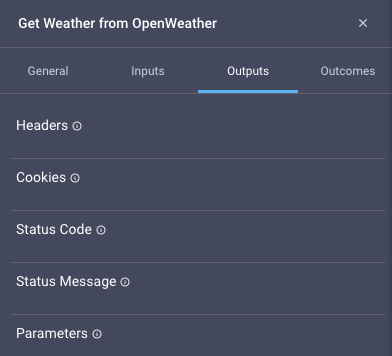 Get Weather from OpenWeather
General Inputs Outputs Outcomes
Headers
Cookies
Status Code
Status Message
Parameters